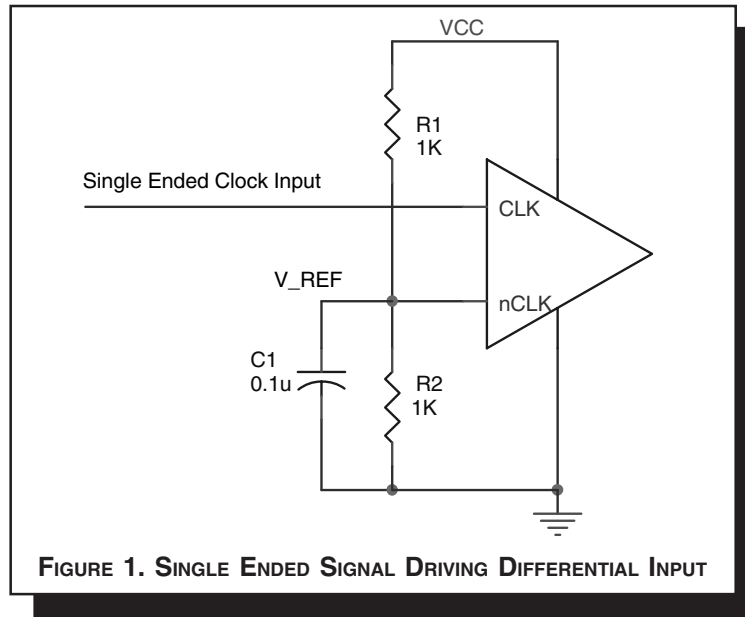 VCC
R1
1K
Single Ended Clock Input
CLK
V_REF
nCLK
C1
0.1u
R2
1K
FIGURE 1. SINGLE ENDED SIGNAL DRIVING DIFFERENTIAL INPUT